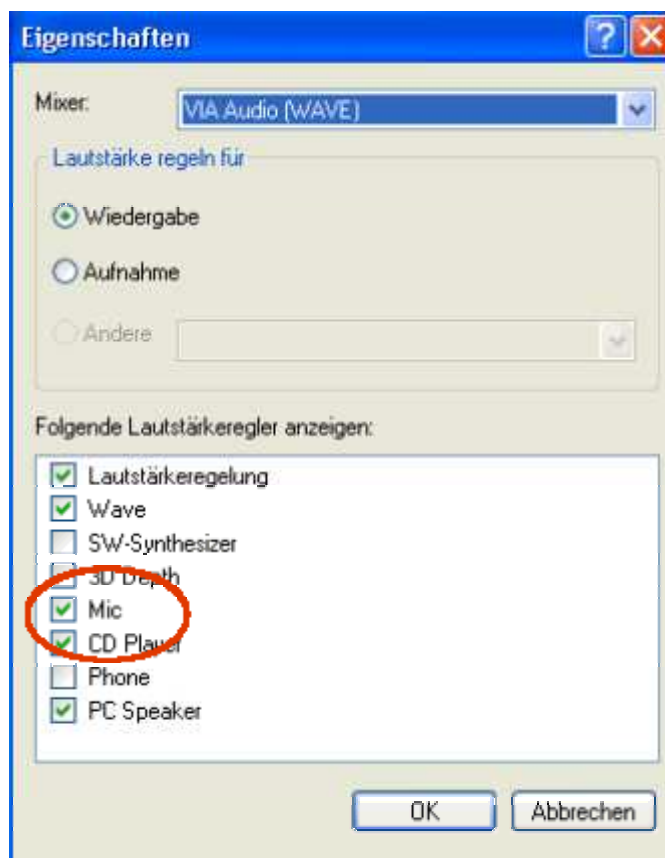 Eigenschaften
Mixer: VIA Audio (WAVE)
Lautstärke regeln für
Wiedergabe
Aufnahme
Andere
Folgende Lautstärkeregler anzeigen:
Lautstärkeregelung
Wave
SW-Synthesizer
3D Depth
Mic
CD Player
Phone
PC Speaker
OK Abbrechen